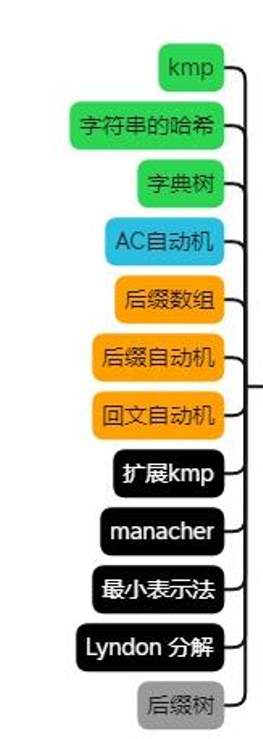 kmp
字符串的哈希
字典树
AC自动机
后缀数组
后缀自动机
回文自动机
扩展kmp
manacher
最小表示法
Lyndon 分解
后缀树